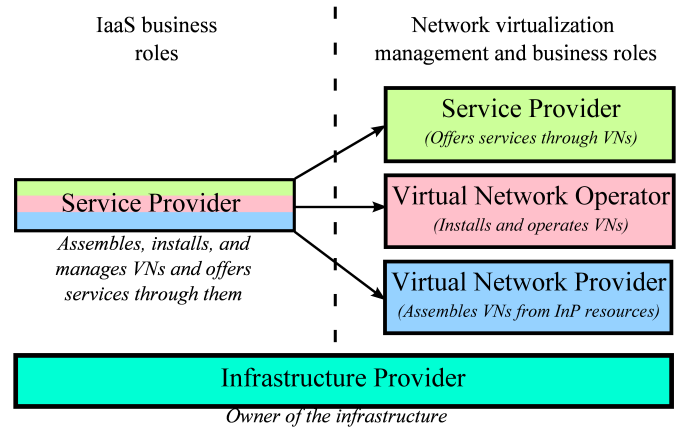 IaaS business
roles
Network virtualization
management and business roles
Service Provider
(Offers services through VNs)
Service Provider
Assembles, installs, and
manages VNs and offers
services through them
Virtual Network Operator
(Installs and operates VNs)
Virtual Network Provider
(Assembles VNs from InP resources)
Infrastructure Provider
Owner of the infrastructure